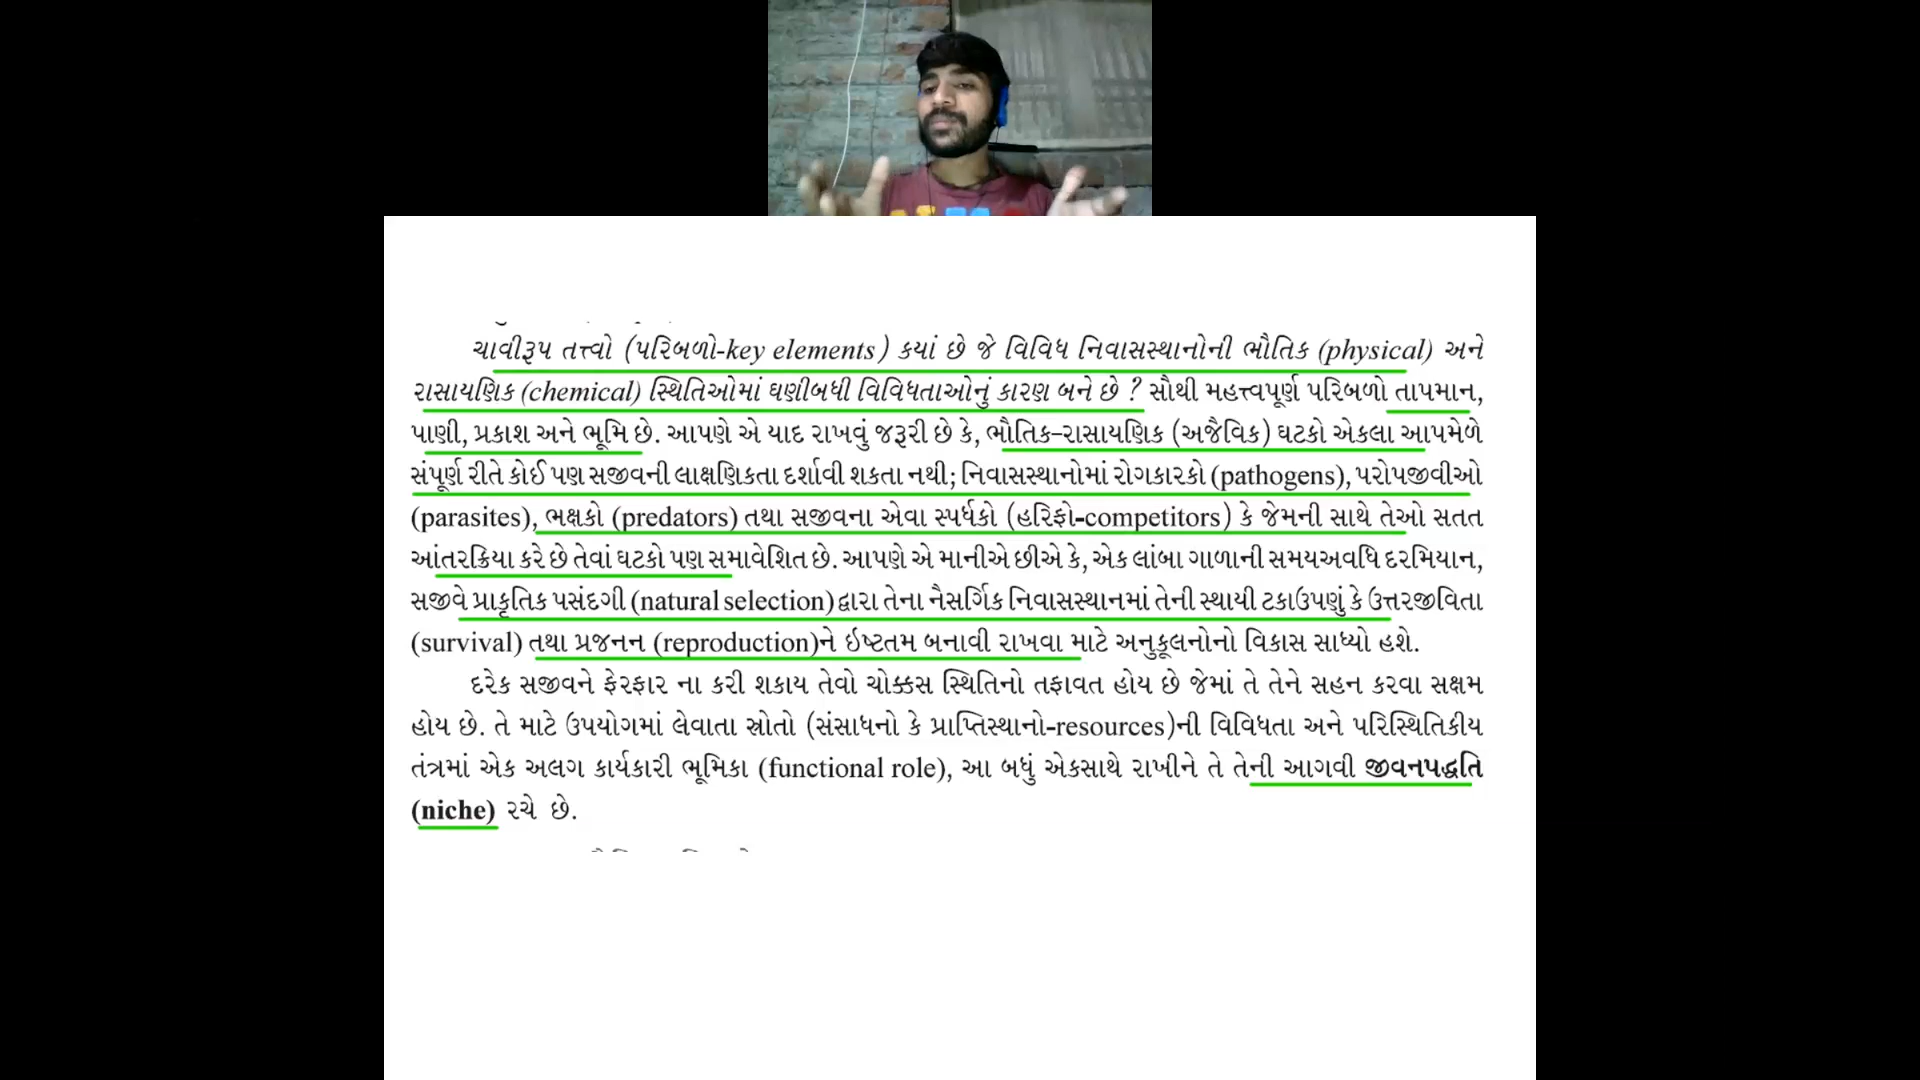 ચાવીરૂપ તત્ત્વો (પરિબળો-key elements) કયાં છે જે વિવિધ નિવાસસ્થાનોની ભૌતિક (physical) અને
રાસાયણિક (chemical) સ્થિતિઓમાં ઘણીબધી વિવિધતાઓનું કારણ બને છે ? સૌથી મહત્ત્વપૂર્ણ પરિબળો તાપમાન,
પાણી, પ્રકાશ અને ભૂમિ છે. આપણે એ યાદ રાખવું જરૂરી છે કે, ભૌતિક-રાસાયણિક (અજૈવિક) ઘટકો એકલા આપમેળે
સંપૂર્ણ રીતે કોઈ પણ સજીવની લાક્ષણિકતા દર્શાવી શકતા નથી; નિવાસસ્થાનોમાં રોગકારકો (pathogens), પરોપજીવીઓ
(parasites), ભક્ષકો (predators) તથા સજીવના એવા સ્પર્ધકો (હરિફો-competitors) કે જેમની સાથે તેઓ સતત
આંતરક્રિયા કરે છે તેવાં ઘટકો પણ સમાવેશિત છે. આપણે એ માનીએ છીએ કે, એક લાંબા ગાળાની સમયઅવધિ દરમિયાન,
સજીવે પ્રાકૃતિક પસંદગી (natural selection) દ્વારા તેના નૈસર્ગિક નિવાસસ્થાનમાં તેની સ્થાયી ટકાઉપણું કે ઉત્તરજીવિતા
(survival) તથા પ્રજનન (reproduction)ને ઇષ્ટતમ બનાવી રાખવા માટે અનુકૂલનોનો વિકાસ સાધ્યો હશે.
દરેક સજીવને ફેરફાર ના કરી શકાય તેવો ચોક્કસ સ્થિતિનો તફાવત હોય છે જેમાં તે તેને સહન કરવા સક્ષમ
હોય છે. તે માટે ઉપયોગમાં લેવાતા સ્રોતો (સંસાધનો કે પ્રાપ્તિસ્થાનો-resources)ની વિવિધતા અને પરિસ્થિતિકીય
તંત્રમાં એક અલગ કાર્યકારી ભૂમિકા (functional role), આ બધું એકસાથે રાખીને તે તેની આગવી જીવનપદ્ધતિ
(niche) રચે છે.